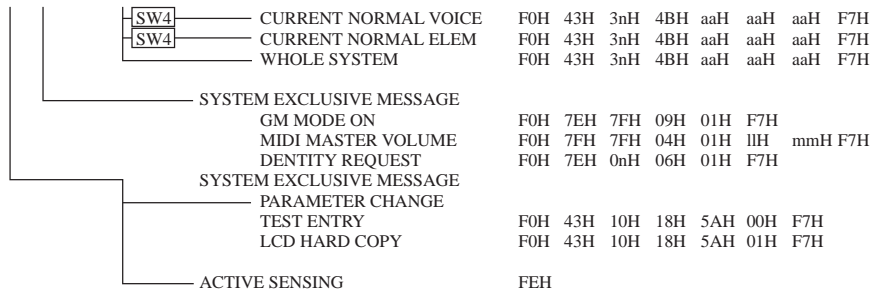 SW4 CURRENT NORMAL VOICE F0H 43H 3nH 4BH aaH aaH aaH F7H
SW4 CURRENT NORMAL ELEM F0H 43H 3nH 4BH aaH aaH aaH F7H
WHOLE SYSTEM F0H 43H 3nH 4BH aaH aaH aaH F7H
SYSTEM EXCLUSIVE MESSAGE
GM MODE ON F0H 7EH 7FH 09H 01H F7H
MIDI MASTER VOLUME F0H 7FH 7FH 04H 01H llH mmH F7H
DENTITY REQUEST F0H 7EH 0nH 06H 01H F7H
SYSTEM EXCLUSIVE MESSAGE
PARAMETER CHANGE
TEST ENTRY F0H 43H 10H 18H 5AH 00H F7H
LCD HARD COPY F0H 43H 10H 18H 5AH 01H F7H
ACTIVE SENSING FEH